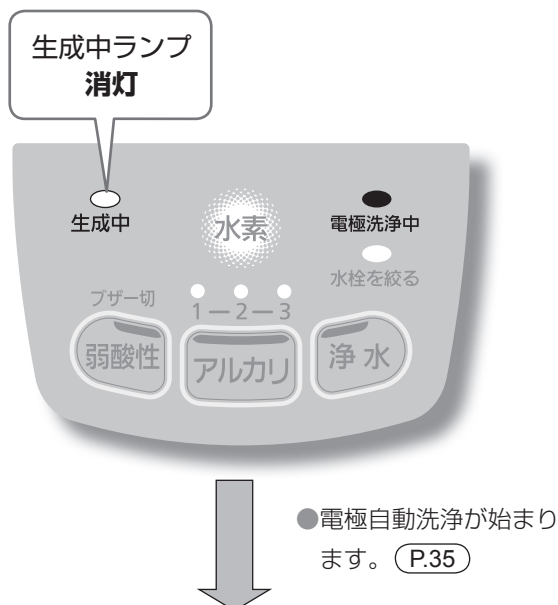 生成中ランプ
消灯
生成中
水素
電極洗浄中
水栓を絞る
ブザー切
1－2－3
弱酸性
アルカリ
浄水
●電極自動洗浄が始まり
ます。P.35